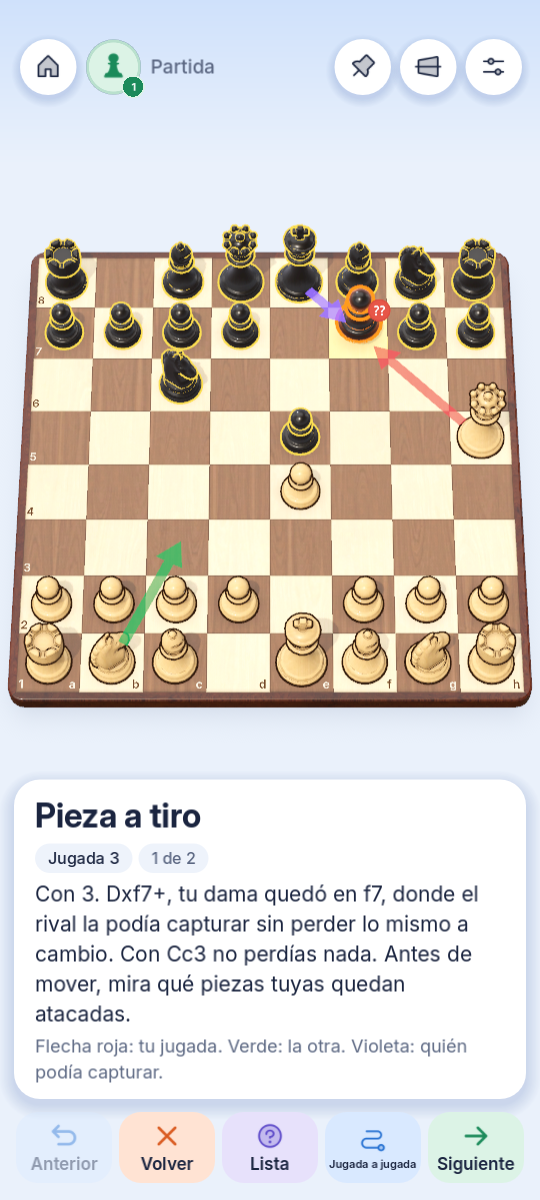 1
Partida
??
8
7
6
5
4
3
2
1 a b c d e f g h
Pieza a tiro
Jugada 3 1 de 2
Con 3. Dxf7+, tu dama quedó en f7, donde el
rival la podía capturar sin perder lo mismo a
cambio. Con Cc3 no perdías nada. Antes de
mover, mira qué piezas tuyas quedan
atacadas.
Flecha roja: tu jugada. Verde: la otra. Violeta: quién
podía capturar.
Anterior Volver Lista Jugada a jugada Siguiente